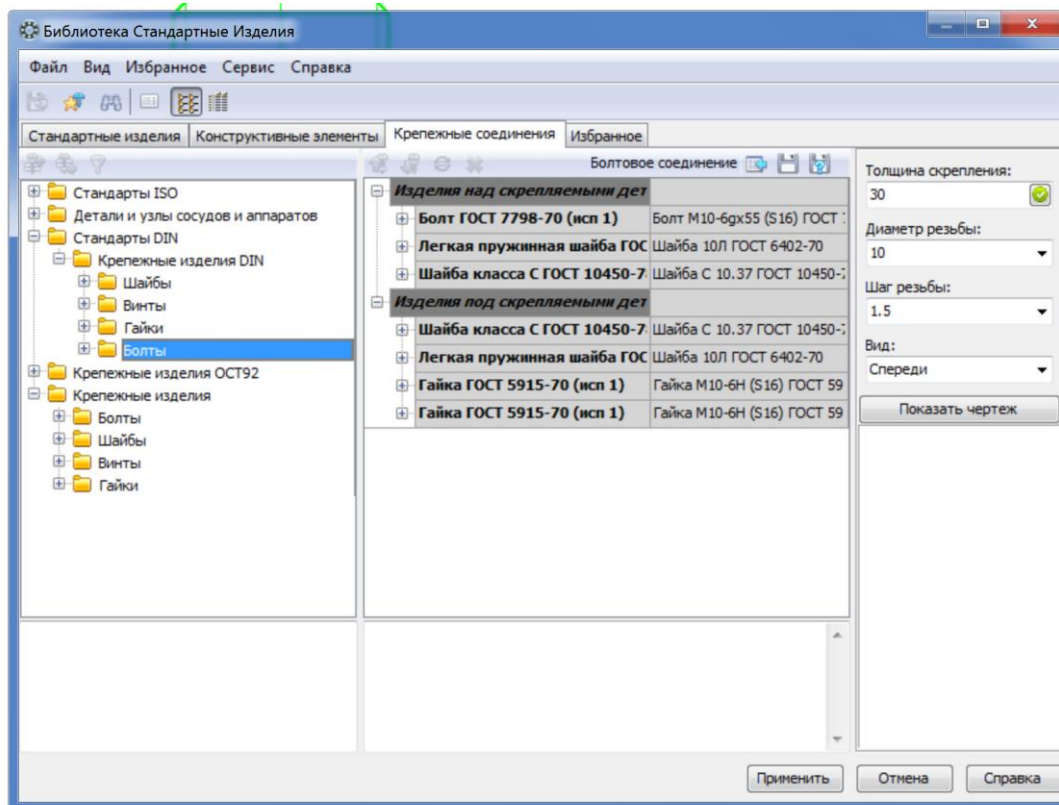 Библиотека Стандартные Изделия
Файл Вид Избранное Сервис Справка
Стандартные изделия Конструктивные элементы Крепежные соединения Избранное
Болтовое соединение
Стандарты ISO
Детали и узлы сосудов и аппаратов
Стандарты DIN
Крепежные изделия DIN
Шайбы
Винты
Гайки
Болты
Крепежные изделия ОСТ92
Крепежные изделия
Болты
Шайбы
Винты
Гайки
Изделия над скрепляемыми дет
Болт ГОСТ 7798-70 (исп 1) Болт М10-6gx55 (S16) ГОСТ
Легкая пружинная шайба ГОС Шайба 10Л ГОСТ 6402-70
Шайба класса С ГОСТ 10450-7 Шайба С 10.37 ГОСТ 10450-
Изделия под скрепляемыми дет
Шайба класса С ГОСТ 10450-7 Шайба С 10.37 ГОСТ 10450-
Легкая пружинная шайба ГОС Шайба 10Л ГОСТ 6402-70
Гайка ГОСТ 5915-70 (исп 1) Гайка М10-6Н (S16) ГОСТ 59
Гайка ГОСТ 5915-70 (исп 1) Гайка М10-6Н (S16) ГОСТ 59
Толщина скрепления:
30
Диаметр резьбы:
10
Шаг резьбы:
1.5
Вид:
Спереди
Показать чертеж
Применить Отмена Справка